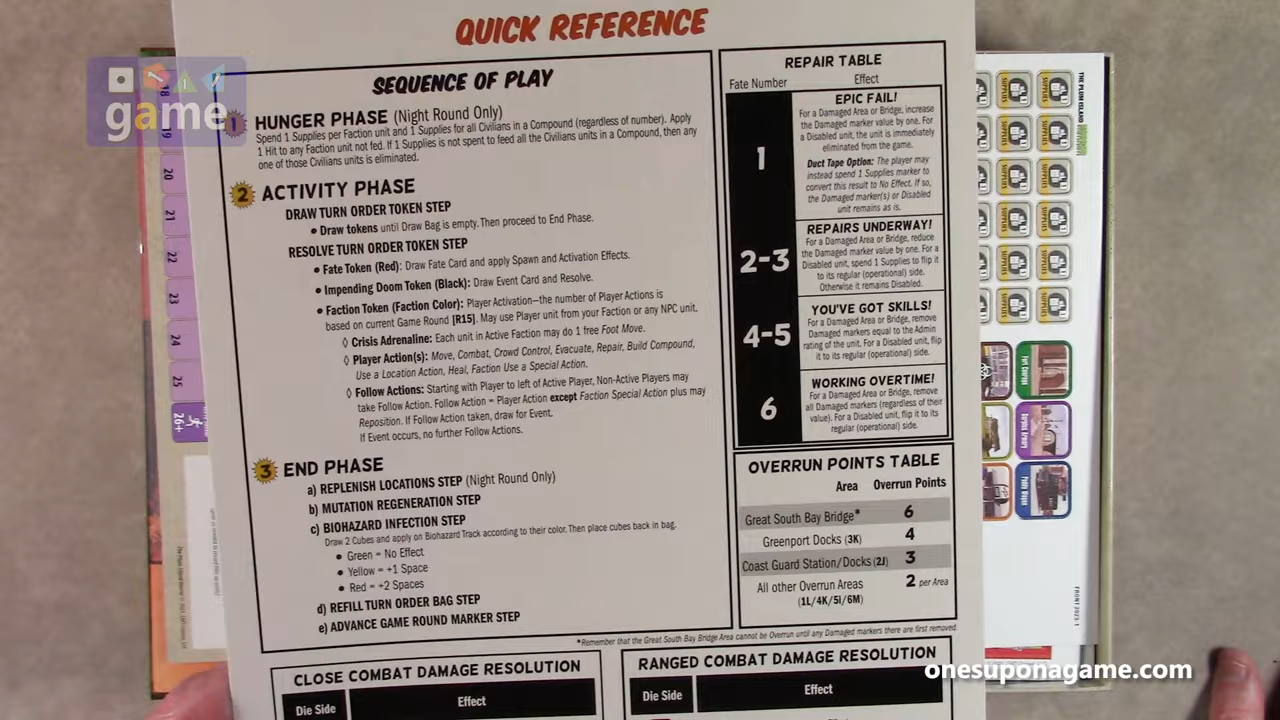 QUICK REFERENCE
game
SEQUENCE OF PLAY
1 HUNGER PHASE (Night Round Only)
Spend 1 Supplies per Faction unit and 1 Supplies for all Civilians in a Compound (regardless of number). Apply
1 Hit to any Faction unit not fed. If 1 Supplies is not spent to feed all the Civilians units in a Compound, then any
one of those Civilians units is eliminated.
2 ACTIVITY PHASE
DRAW TURN ORDER TOKEN STEP
• Draw tokens until Draw Bag is empty. Then proceed to End Phase.
RESOLVE TURN ORDER TOKEN STEP
• Fate Token (Red): Draw Fate Card and apply Spawn and Activation Effects.
• Impending Doom Token (Black): Draw Event Card and Resolve.
• Faction Token (Faction Color): Player Activation—the number of Player Actions is
based on current Game Round [R15]. May use Player unit from your Faction or any NPC unit.
◊ Crisis Adrenaline: Each unit in Active Faction may do 1 free Foot Move.
◊ Player Action(s): Move, Combat, Crowd Control, Evacuate, Repair, Build Compound,
Use a Location Action, Heal, Faction Use a Special Action.
◊ Follow Actions: Starting with Player to left of Active Player, Non-Active Players may
take Follow Action. Follow Action = Player Action except Faction Special Action plus may
Reposition. If Follow Action taken, draw for Event.
If Event occurs, no further Follow Actions.
3 END PHASE
a) REPLENISH LOCATIONS STEP (Night Round Only)
b) MUTATION REGENERATION STEP
c) BIOHAZARD INFECTION STEP
Draw 2 Cubes and apply on Biohazard Track according to their color. Then place cubes back in bag.
• Green = No Effect
• Yellow = +1 Space
• Red = +2 Spaces
d) REFILL TURN ORDER BAG STEP
e) ADVANCE GAME ROUND MARKER STEP
REPAIR TABLE
Fate Number Effect
1
EPIC FAIL!
For a Damaged Area or Bridge, increase
the Damaged marker value by one. For
a Disabled unit, the unit is immediately
eliminated from the game.
Duct Tape Option: The player may
instead spend 1 Supplies marker to
convert this result to No Effect. If so,
the Damaged marker(s) or Disabled
unit remains as is.
2-3
REPAIRS UNDERWAY!
For a Damaged Area or Bridge, reduce
the Damaged marker value by one. For a
Disabled unit, spend 1 Supplies to flip it
to its regular (operational) side.
Otherwise it remains Disabled.
4-5
YOU'VE GOT SKILLS!
For a Damaged Area or Bridge, remove
Damaged markers equal to the Admin
rating of the unit. For a Disabled unit, flip
it to its regular (operational) side.
6
WORKING OVERTIME!
For a Damaged Area or Bridge, remove
all Damaged markers (regardless of their
value). For a Disabled unit, flip it to its
regular (operational) side.
OVERRUN POINTS TABLE
Area Overrun Points
Great South Bay Bridge* 6
Greenport Docks (3K) 4
Coast Guard Station/Docks (2J) 3
All other Overrun Areas 2 per Area
(1L/4K/5I/6M)
*Remember that the Great South Bay Bridge Area cannot be Overrun until any Damaged markers there are first removed.
CLOSE COMBAT DAMAGE RESOLUTION
Die Side Effect
RANGED COMBAT DAMAGE RESOLUTION
Die Side Effect
18
19
20
21
22
23
24
25
26+
SUPPLIES
THE PLUM ISLAND HORROR
Surplus Armory
FRONT 2023-1
onesuponagame.com